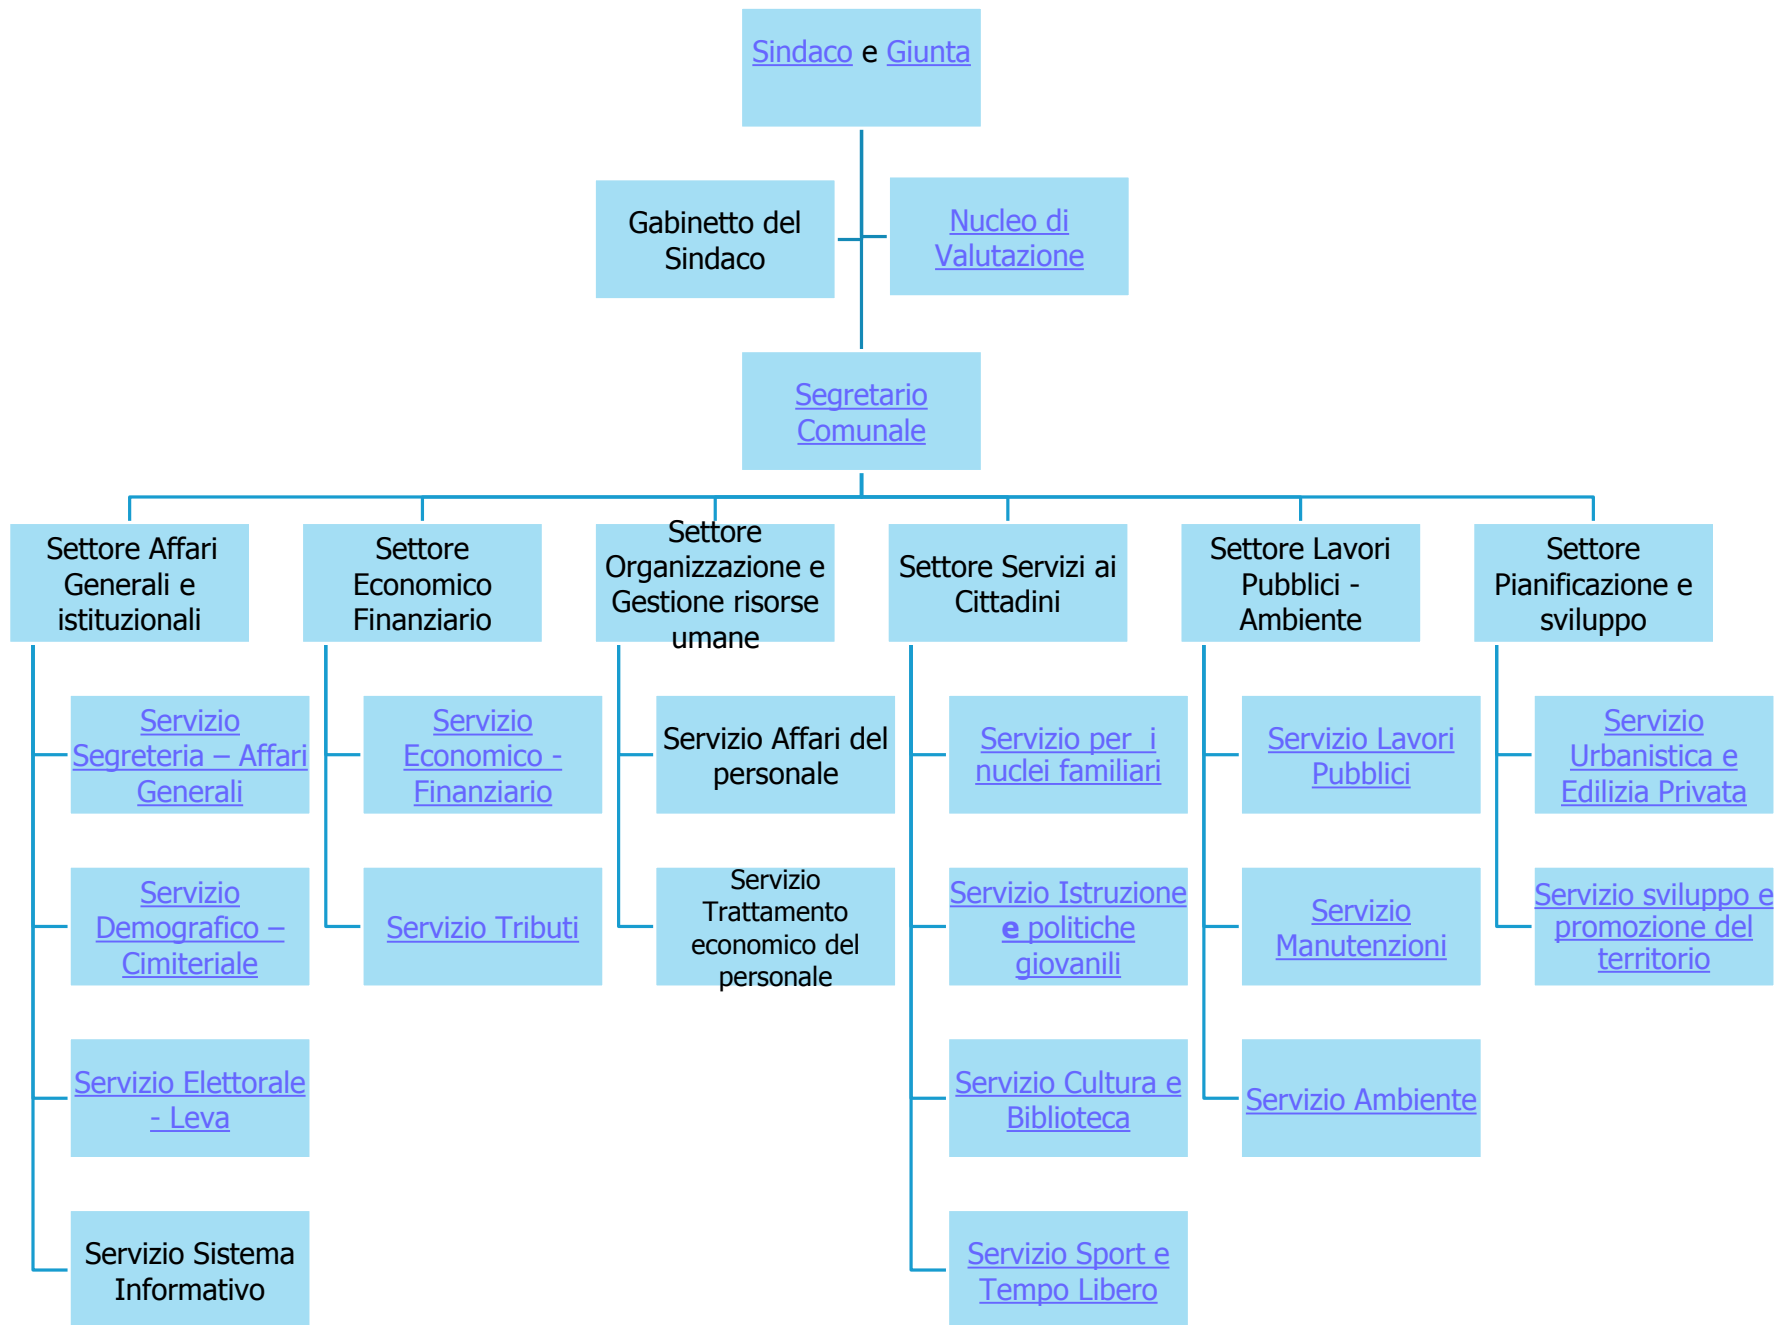 Sindaco e Giunta
Gabinetto del
Sindaco
Nucleo di
Valutazione
Segretario
Comunale
Settore Affari
Generali e
istituzionali
Settore
Economico
Finanziario
Settore
Organizzazione e
Gestione risorse
umane
Settore Servizi ai
Cittadini
Settore Lavori
Pubblici -
Ambiente
Settore
Pianificazione e
sviluppo
Servizio
Segreteria – Affari
Generali
Servizio
Economico -
Finanziario
Servizio Affari del
personale
Servizio per  i
nuclei familiari
Servizio Lavori
Pubblici
Servizio
Urbanistica e
Edilizia Privata
Servizio
Demografico –
Cimiteriale
Servizio Tributi
Servizio
Trattamento
economico del
personale
Servizio Istruzione
e politiche
giovanili
Servizio
Manutenzioni
Servizio sviluppo e
promozione del
territorio
Servizio Elettorale
- Leva
Servizio Cultura e
Biblioteca
Servizio Ambiente
Servizio Sistema
Informativo
Servizio Sport e
Tempo Libero